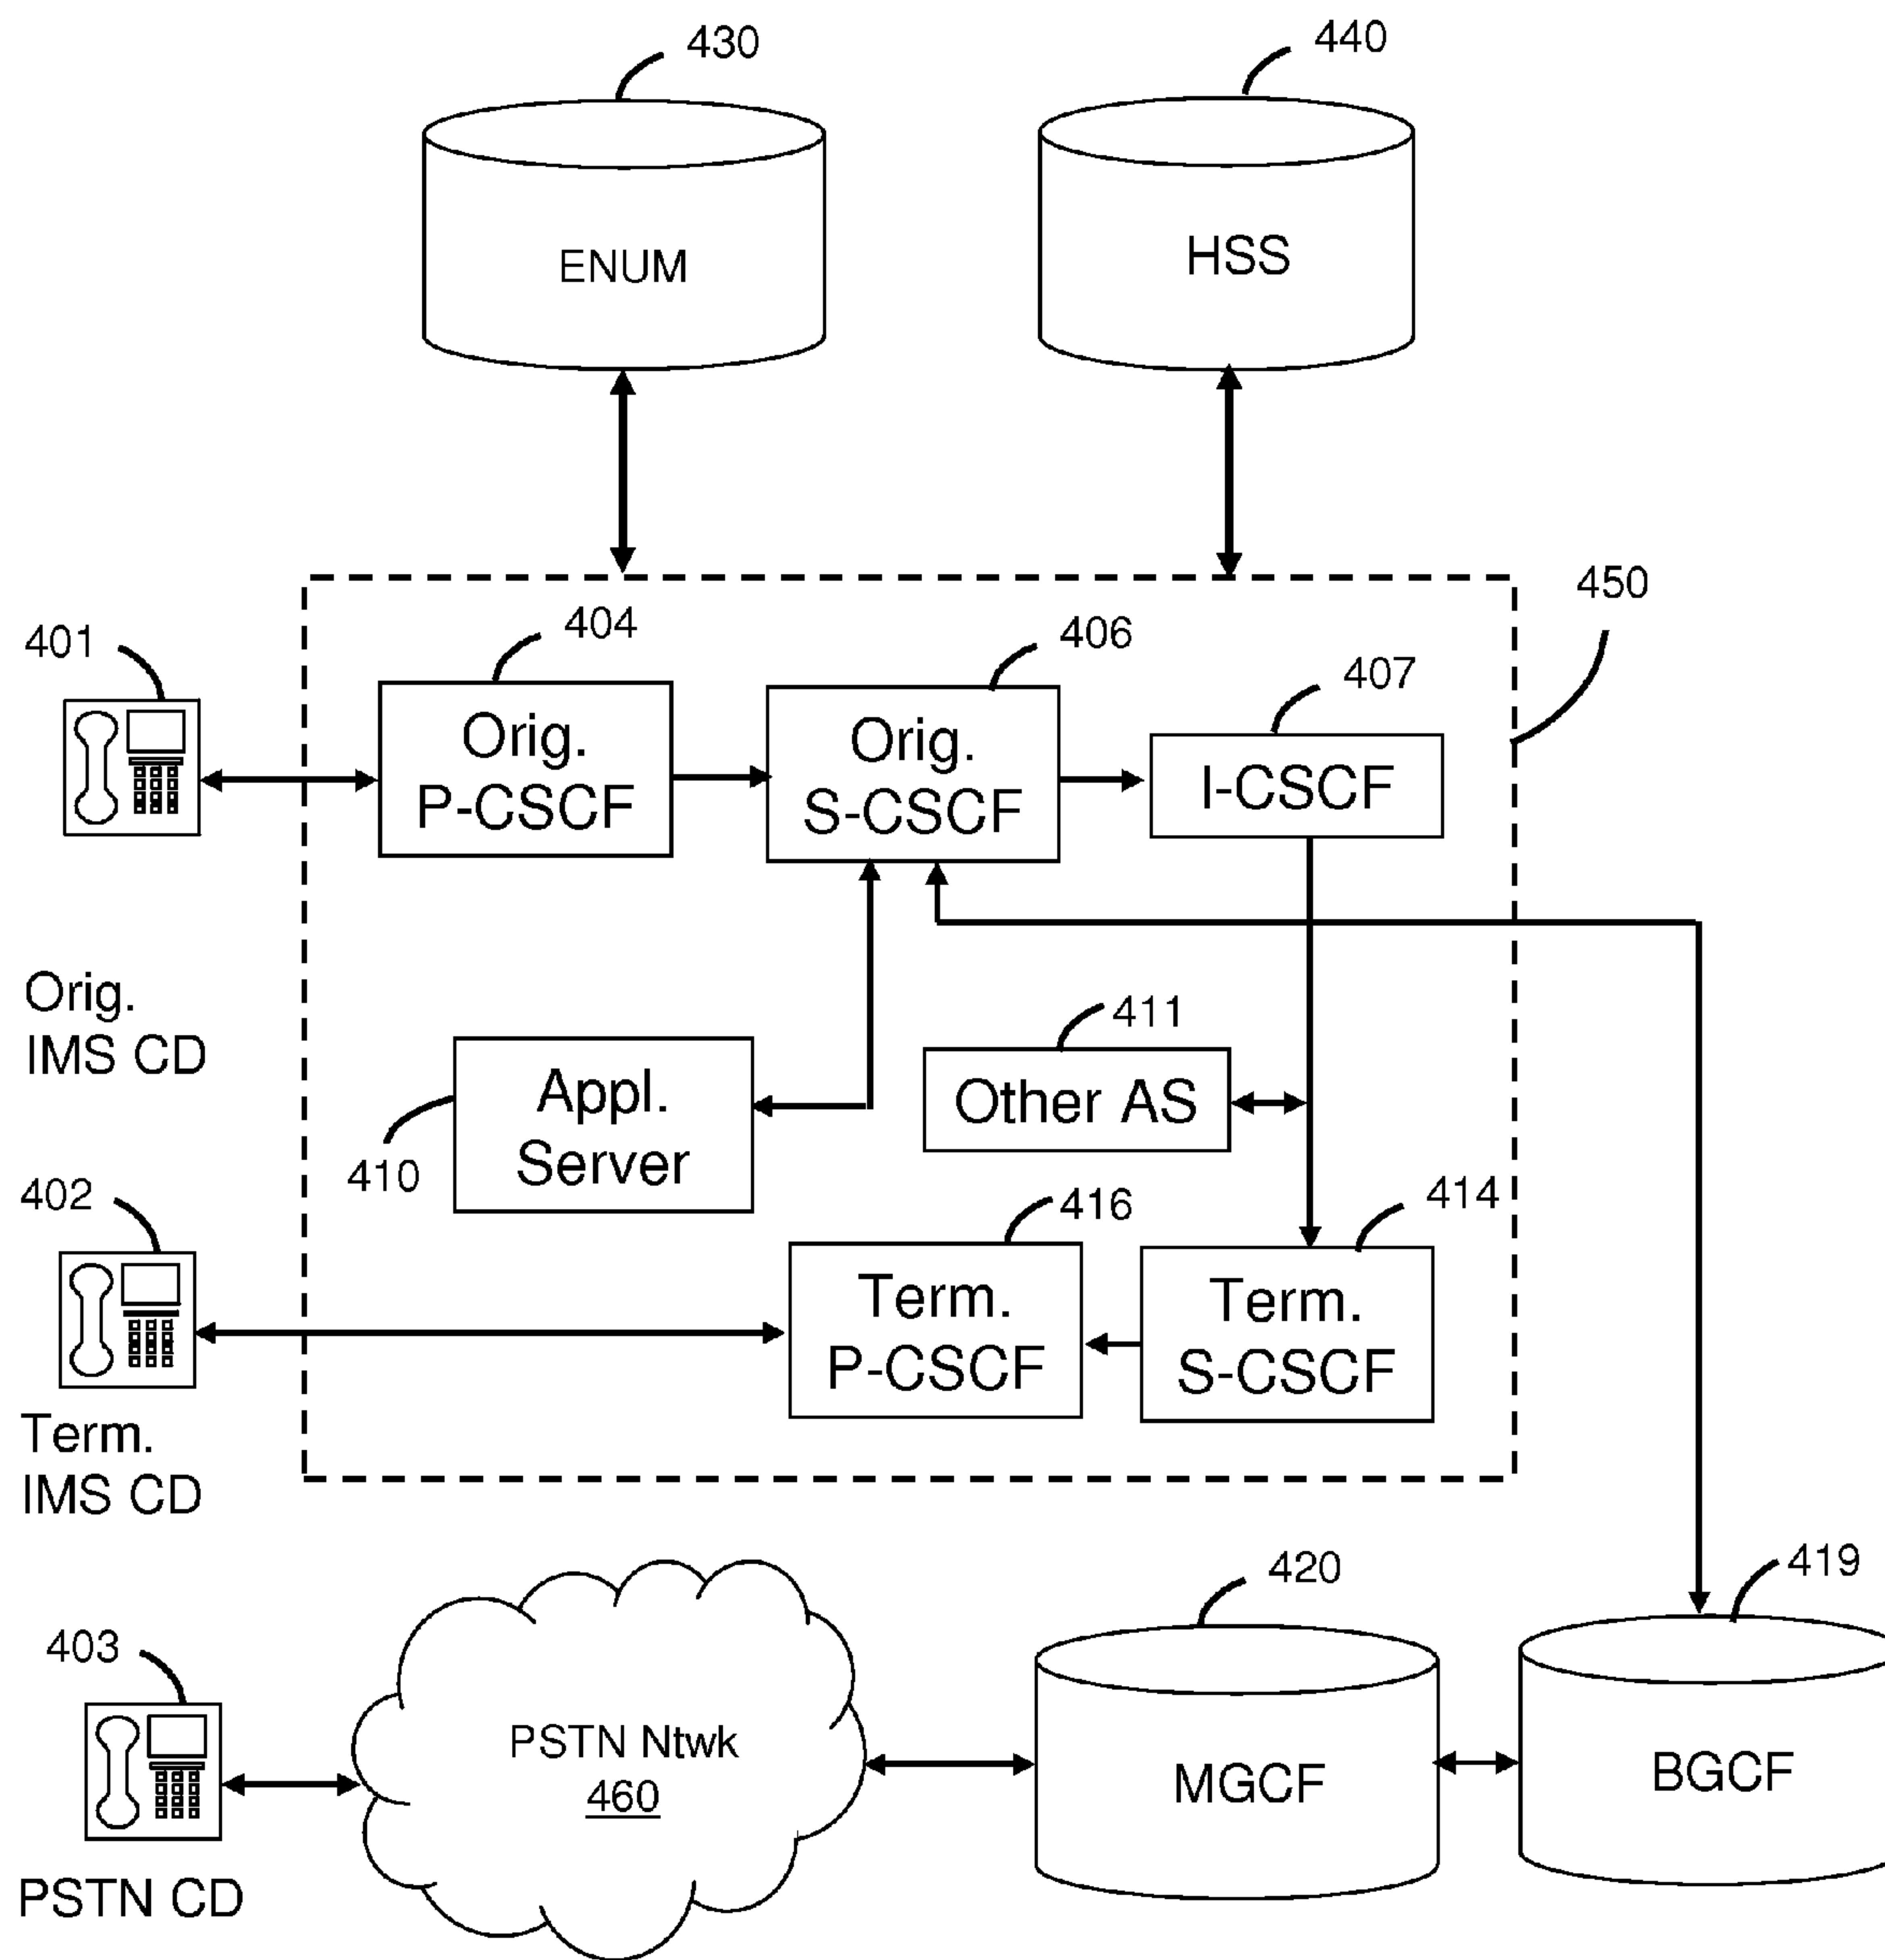 430
440
ENUM
HSS
450
404
406
401
407
Orig.
P-CSCF
Orig.
S-CSCF
I-CSCF
Orig.
IMS CD
411
Appl.
Server
Other AS
410
402
416
414
Term.
P-CSCF
Term.
S-CSCF
Term.
IMS CD
420
419
403
PSTN Ntwk
460
MGCF
BGCF
PSTN CD